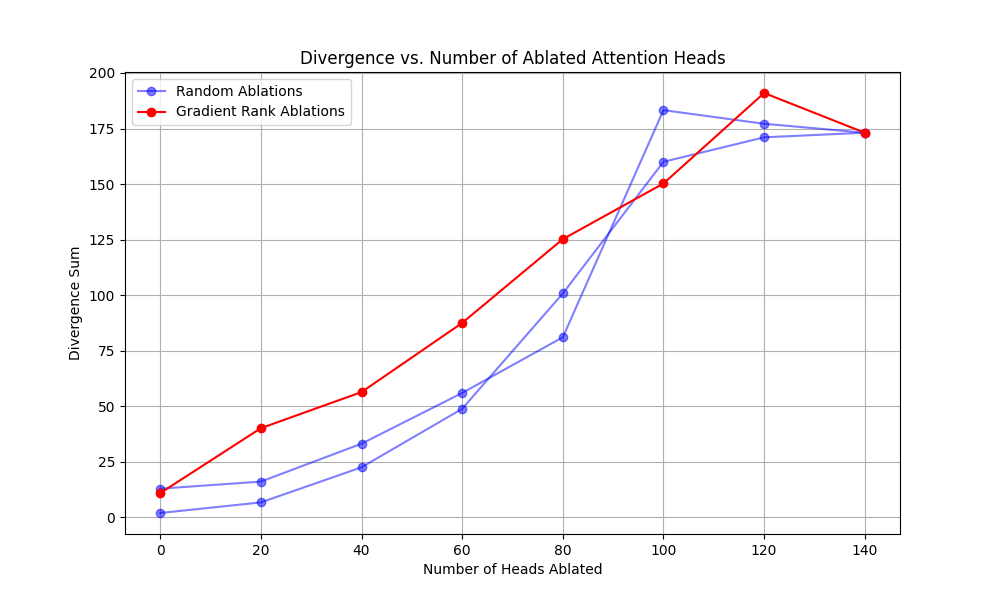 Divergence vs. Number of Ablated Attention Heads
Random Ablations
Gradient Rank Ablations
Divergence Sum
200
175
150
125
100
75
50
25
0
0 20 40 60 80 100 120 140
Number of Heads Ablated